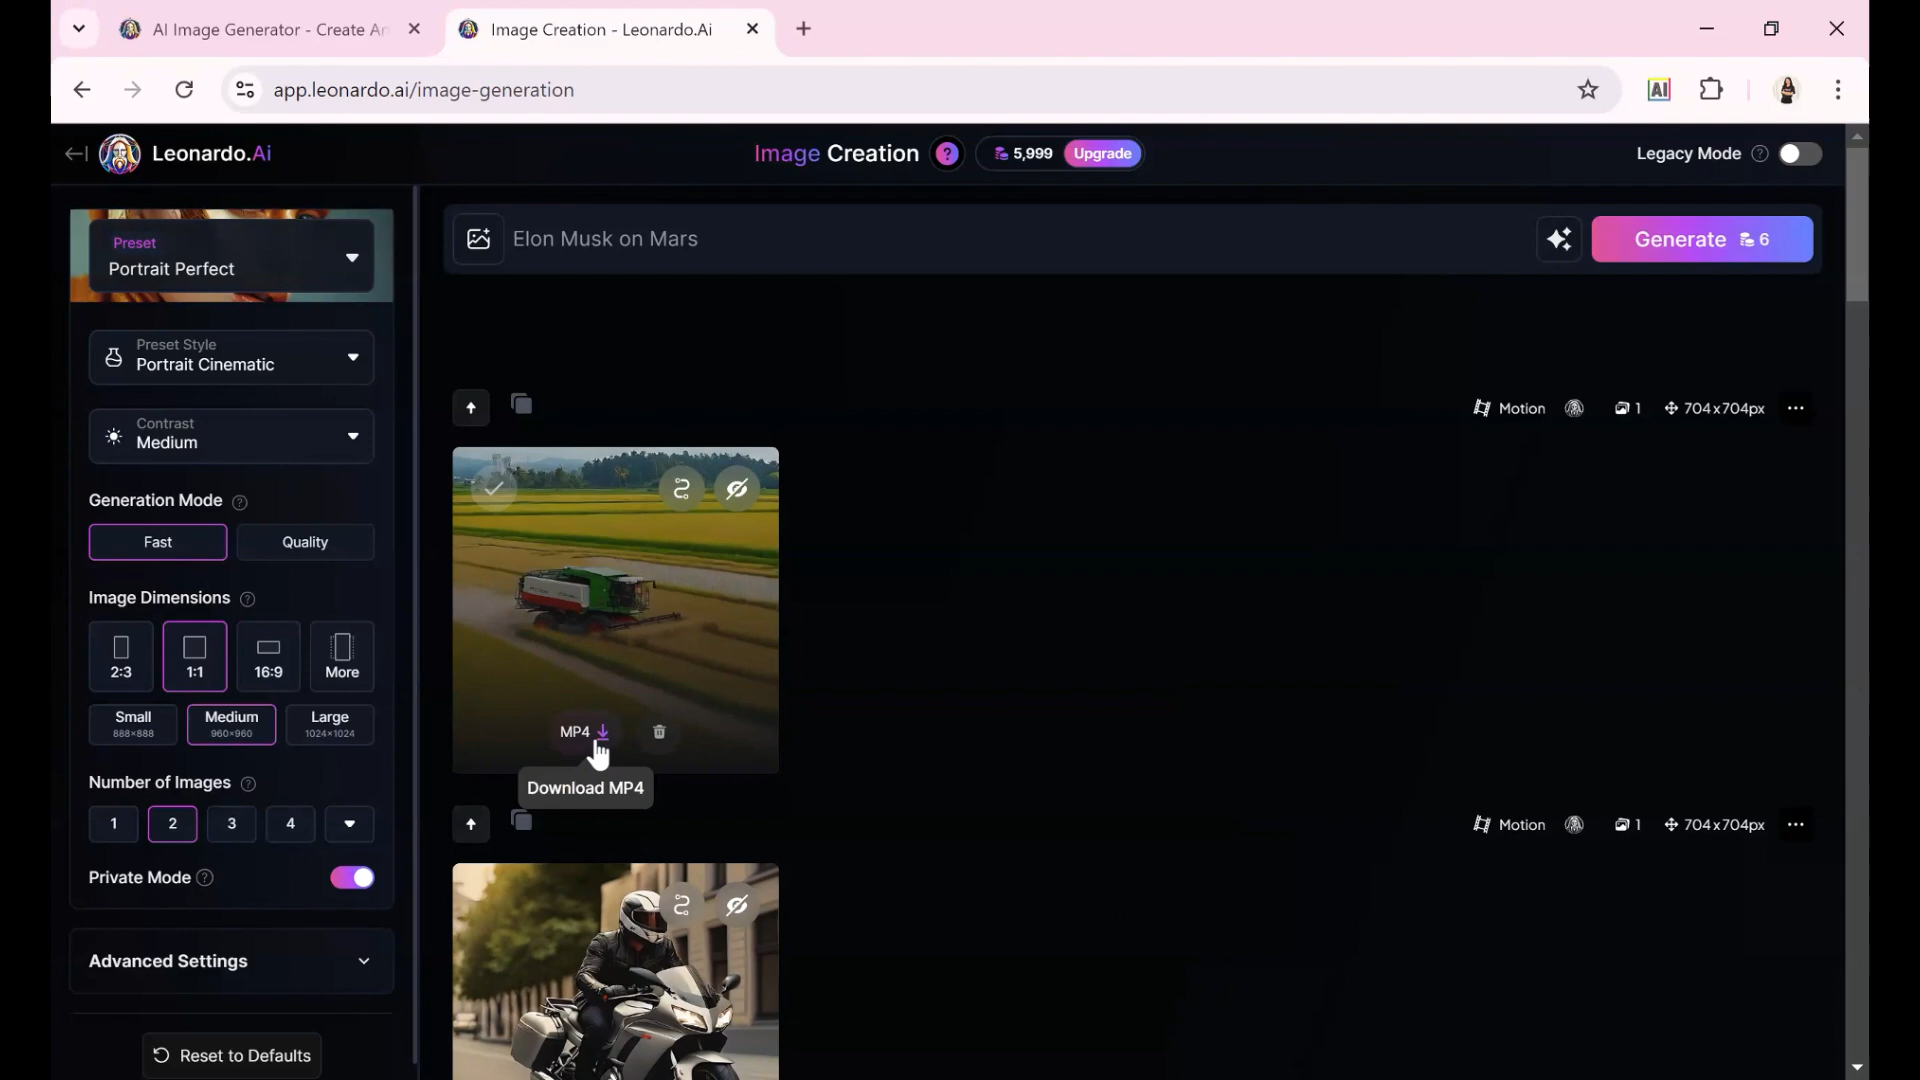 AI Image Generator - Create Ar
Image Creation - Leonardo.Ai
app.leonardo.ai/image-generation
AI
Leonardo.Ai
Image Creation
?
5,999
Upgrade
Legacy Mode
?
Preset
Portrait Perfect
Elon Musk on Mars
Generate 6
Preset Style
Portrait Cinematic
Contrast
Medium
Motion
1
704x704px
Generation Mode ?
Fast
Quality
Image Dimensions ?
2:3
1:1
16:9
More
Small
888×888
Medium
960×960
Large
1024×1024
MP4
Download MP4
Number of Images ?
1
2
3
4
Motion
1
704x704px
Private Mode ?
Advanced Settings
Reset to Defaults